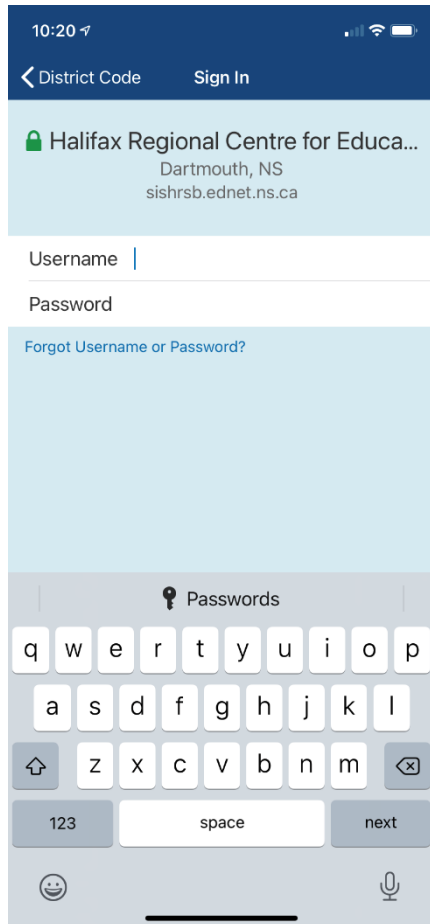 10:20
District Code Sign In
Halifax Regional Centre for Educa...
Dartmouth, NS
sishrsb.ednet.ns.ca
Username
Password
Forgot Username or Password?
Passwords
q w e r t y u i o p
a s d f g h j k l
z x c v b n m
123 space next